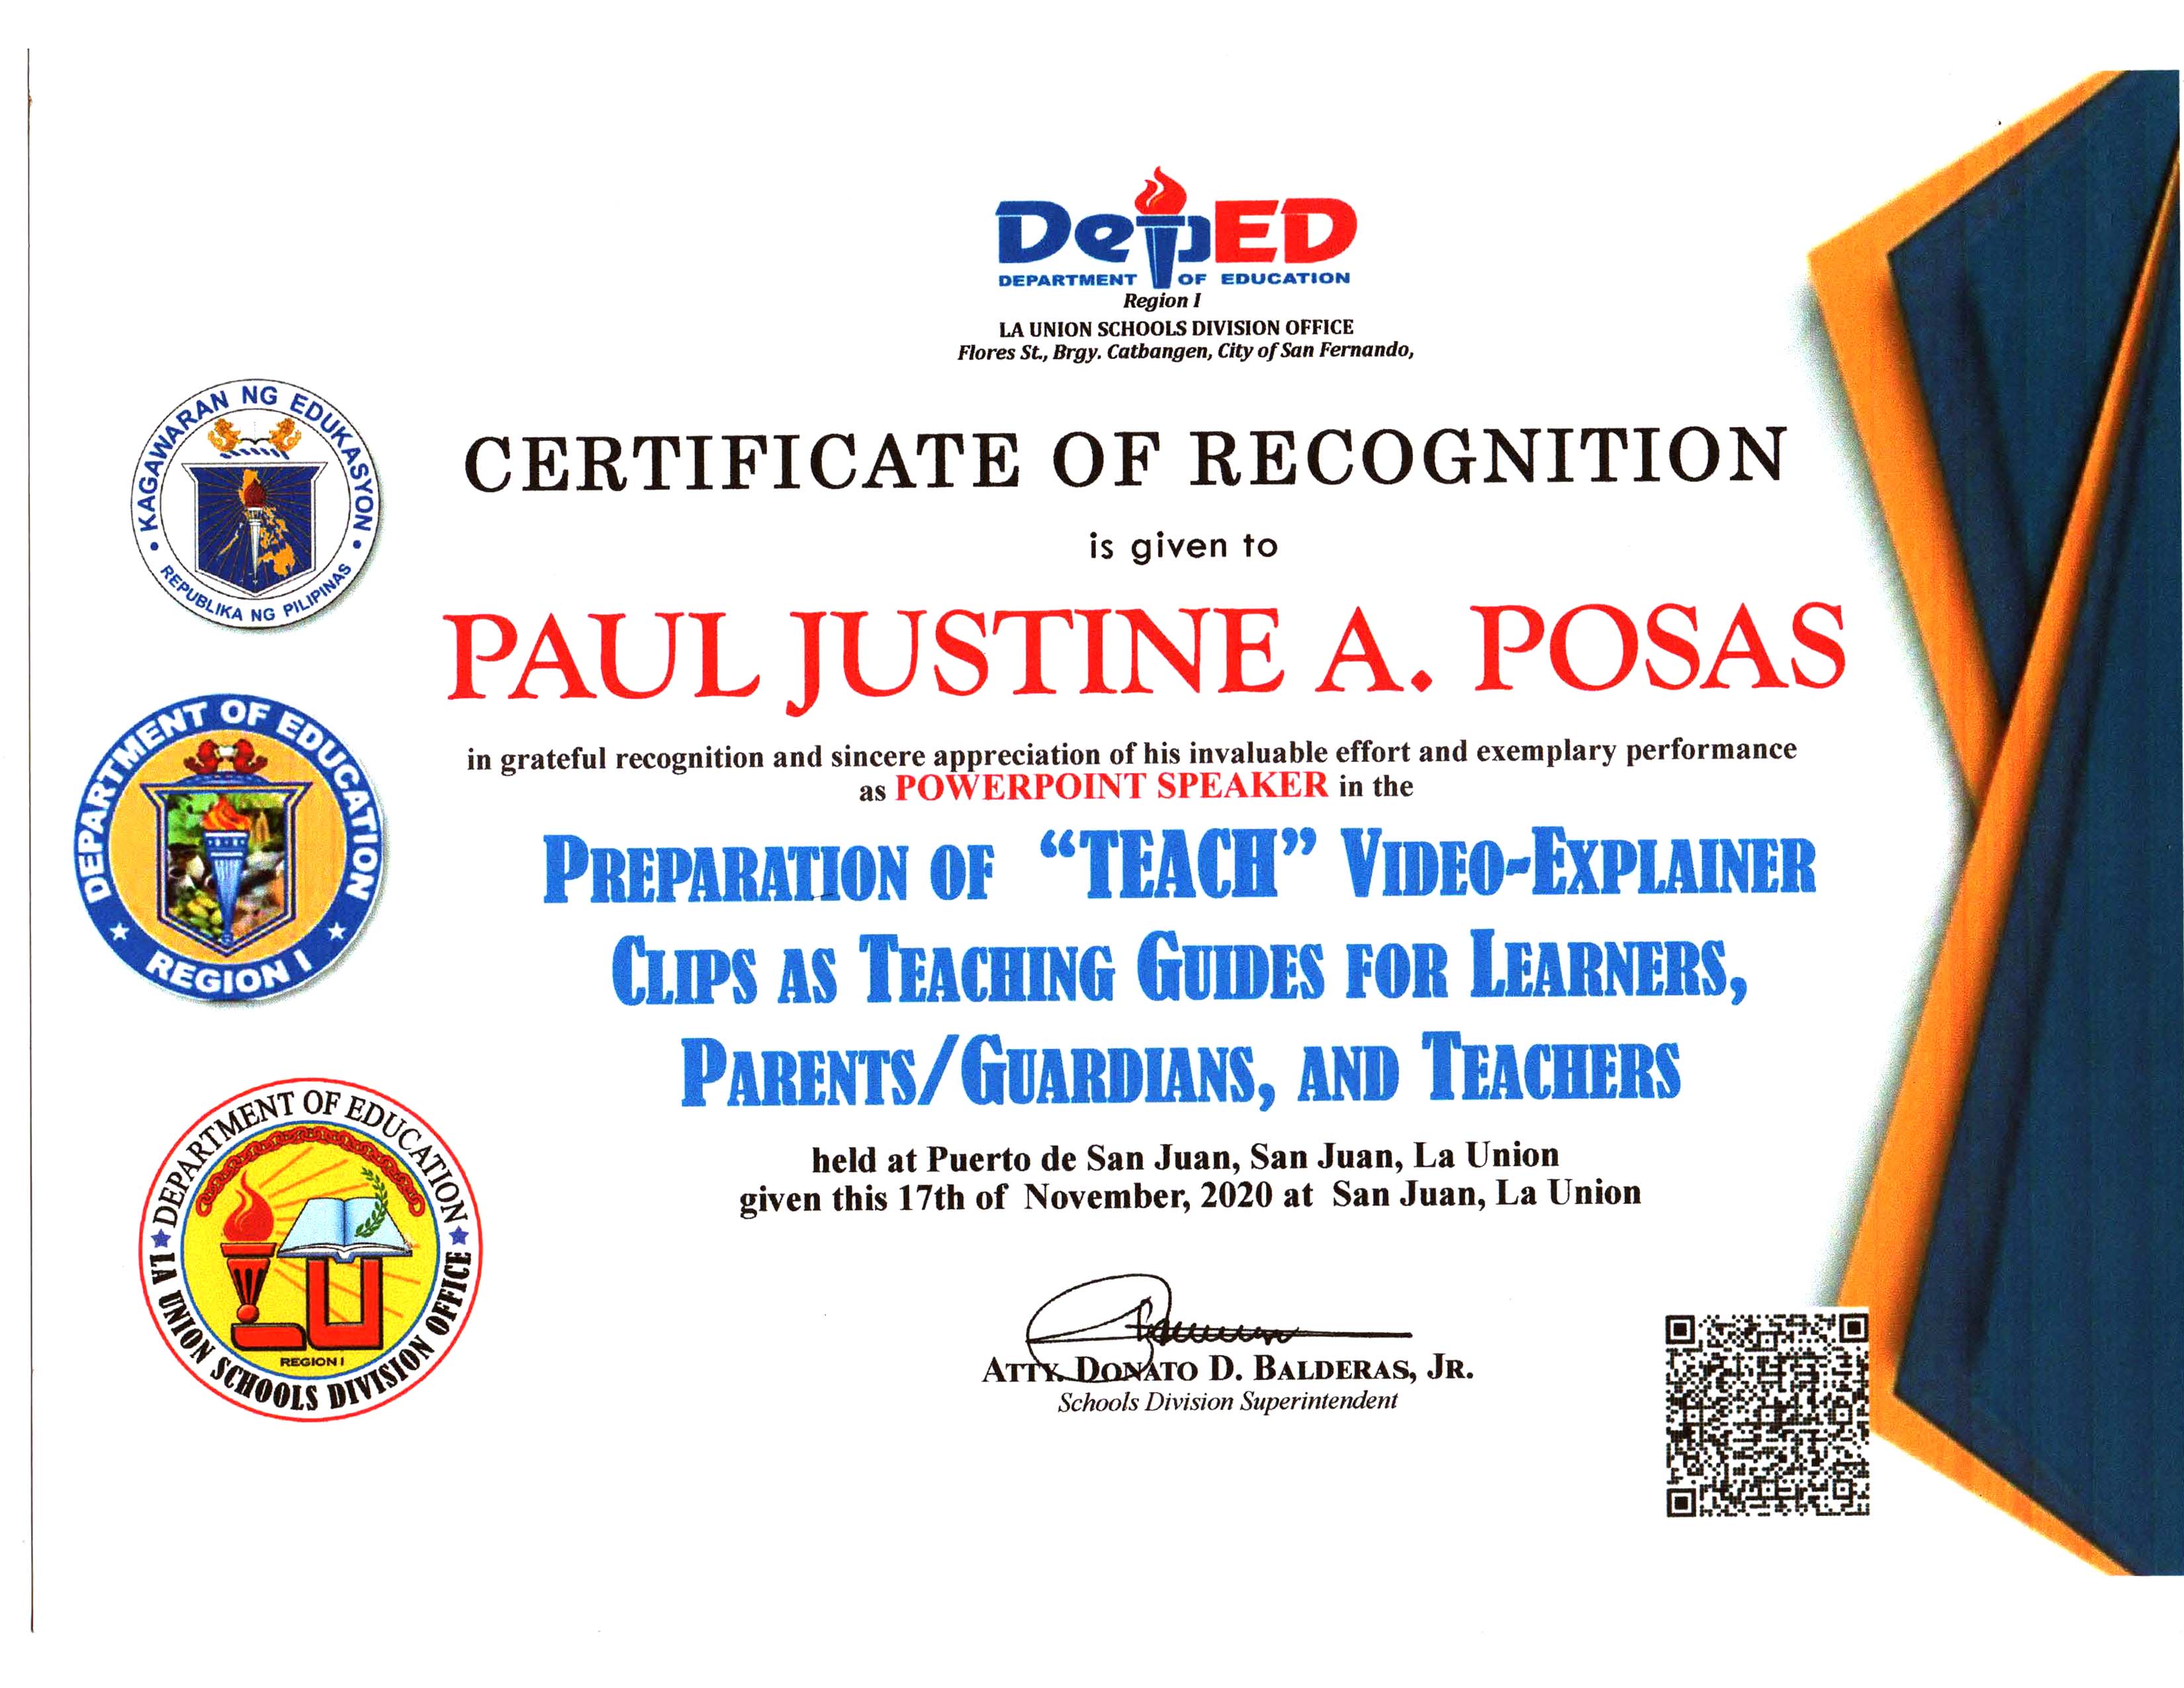 DepED
DEPARTMENT OF EDUCATION
Region I
LA UNION SCHOOLS DIVISION OFFICE
Flores St., Brgy. Catbangen, City of San Fernando,
KAGAWARAN NG EDUKASYON
REPUBLIKA NG PILIPINAS
CERTIFICATE OF RECOGNITION
is given to
PAUL JUSTINE A. POSAS
in grateful recognition and sincere appreciation of his invaluable effort and exemplary performance
as POWERPOINT SPEAKER in the
DEPARTMENT OF EDUCATION
REGION I
PREPARATION OF “TEACH” VIDEO-EXPLAINER
CLIPS AS TEACHING GUIDES FOR LEARNERS,
PARENTS/GUARDIANS, AND TEACHERS
held at Puerto de San Juan, San Juan, La Union
given this 17th of November, 2020 at San Juan, La Union
DEPARTMENT OF EDUCATION
LU
REGION I
LA UNION SCHOOLS DIVISION OFFICE
ATTY. DONATO D. BALDERAS, JR.
Schools Division Superintendent